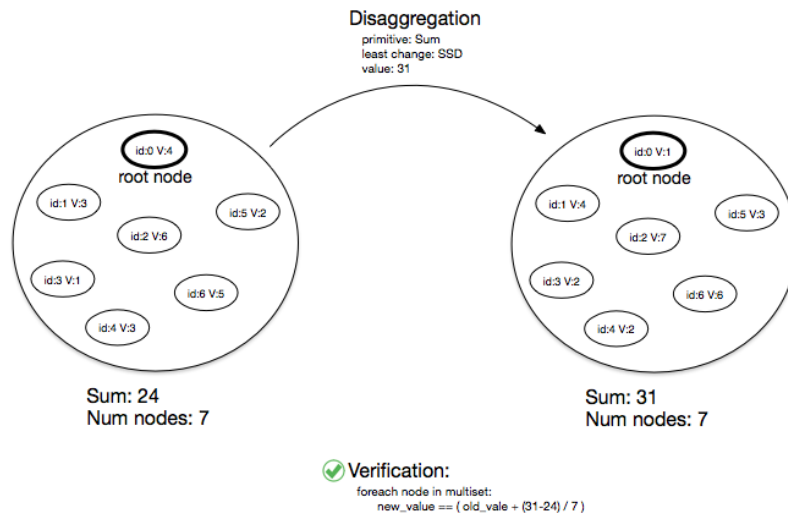 Disaggregation
primitive: Sum
least change: SSD
value: 31
id:0 V:4
root node
id:1 V:3
id:5 V:2
id:2 V:6
id:3 V:1
id:6 V:5
id:4 V:3
Sum: 24
Num nodes: 7
id:0 V:1
root node
id:1 V:4
id:5 V:3
id:2 V:7
id:3 V:2
id:6 V:6
id:4 V:2
Sum: 31
Num nodes: 7
Verification:
foreach node in multiset:
new_value == ( old_vale + (31-24) / 7 )